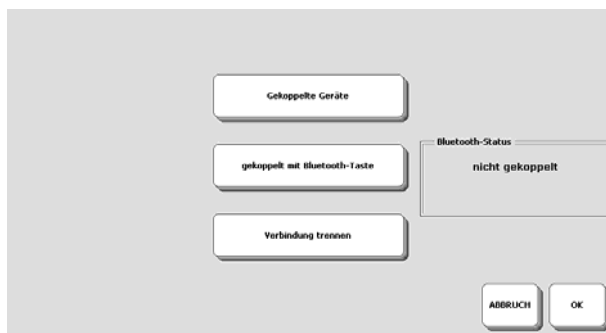 Gekoppelte Geräte
Bluetooth-Status
gekoppelt mit Bluetooth-Taste
nicht gekoppelt
Verbindung trennen
ABBRUCH
OK